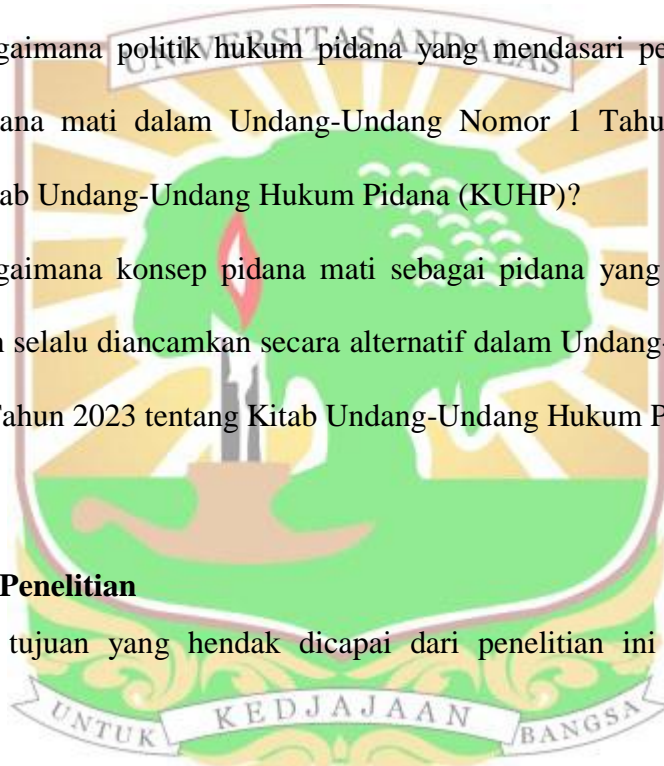 UNIVERSITAS ANDALAS
gaimana politik hukum pidana yang mendasari pe
ana mati dalam Undang-Undang Nomor 1 Tahu
ab Undang-Undang Hukum Pidana (KUHP)?
gaimana konsep pidana mati sebagai pidana yang
n selalu diancamkan secara alternatif dalam Undang-
Tahun 2023 tentang Kitab Undang-Undang Hukum P
Penelitian
tujuan yang hendak dicapai dari penelitian ini
UNTUK KEDJAJAAN BANGSA